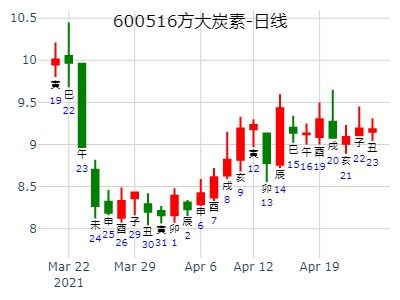 600516方大炭素-日线
10.5
10
9.5
9
8.5
8
寅
19
巳
22
午
23
未
24
申
25
酉
26
子
29
丑
30
寅
31
卯
1
辰
2
申
6
酉
7
戌
8
亥
9
寅
12
卯
13
辰
14
巳
15
午
16
酉
19
戌
20
亥
21
子
22
丑
23
Mar 22
2021
Mar 29
Apr 6
Apr 12
Apr 19